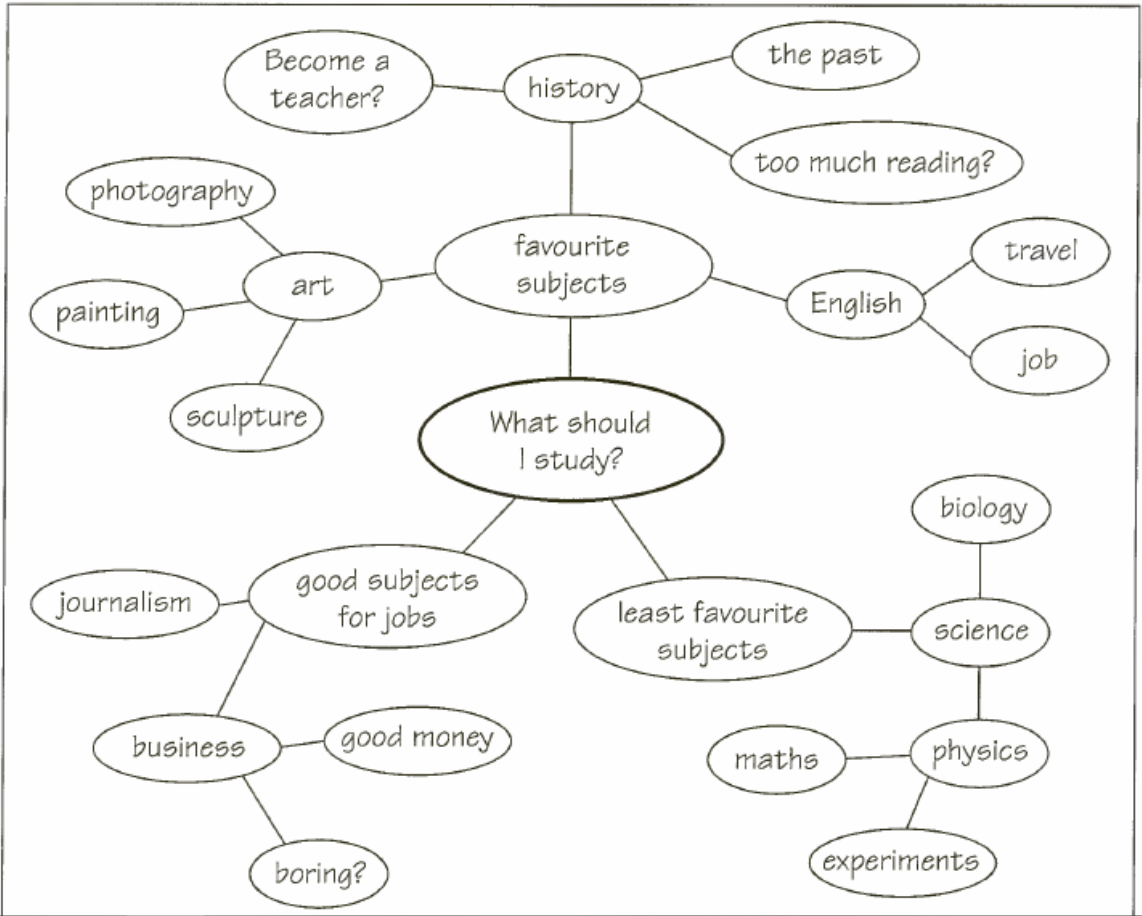 Become a
teacher?
history
the past
too much reading?
photography
favourite
subjects
travel
art
English
painting
job
sculpture
What should
I study?
biology
good subjects
for jobs
journalism
least favourite
subjects
science
business
good money
maths
physics
boring?
experiments